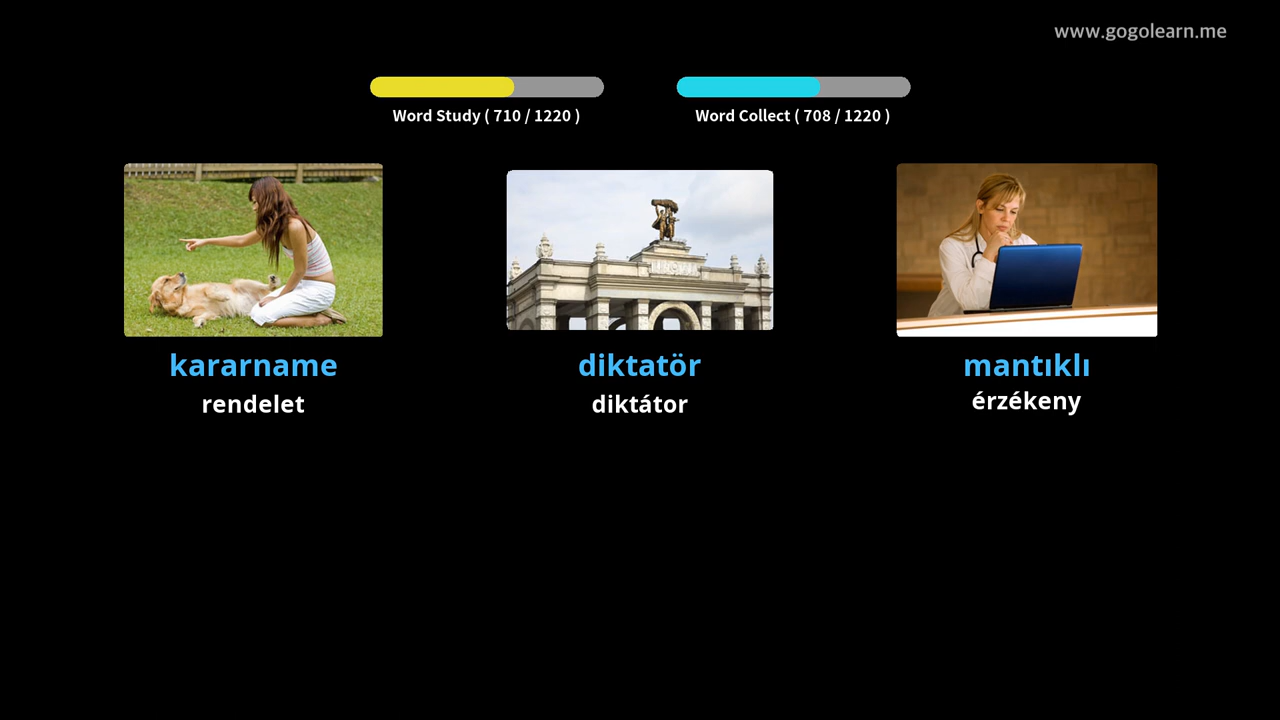 www.gogolearn.me
Word Study ( 710 / 1220 )
Word Collect ( 708 / 1220 )
kararname
rendelet
diktatör
diktátor
mantıklı
érzékeny